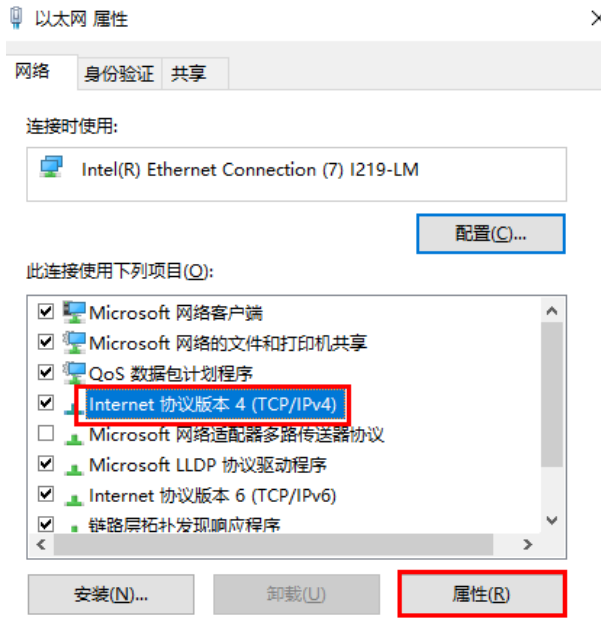 以太网 属性
网络 身份验证 共享
连接时使用:
Intel(R) Ethernet Connection (7) I219-LM
配置(C)...
此连接使用下列项目(O):
Microsoft 网络客户端
Microsoft 网络的文件和打印机共享
QoS 数据包计划程序
Internet 协议版本 4 (TCP/IPv4)
Microsoft 网络适配器多路传送器协议
Microsoft LLDP 协议驱动程序
Internet 协议版本 6 (TCP/IPv6)
链路层拓扑发现响应程序
安装(N)... 卸载(U) 属性(R)